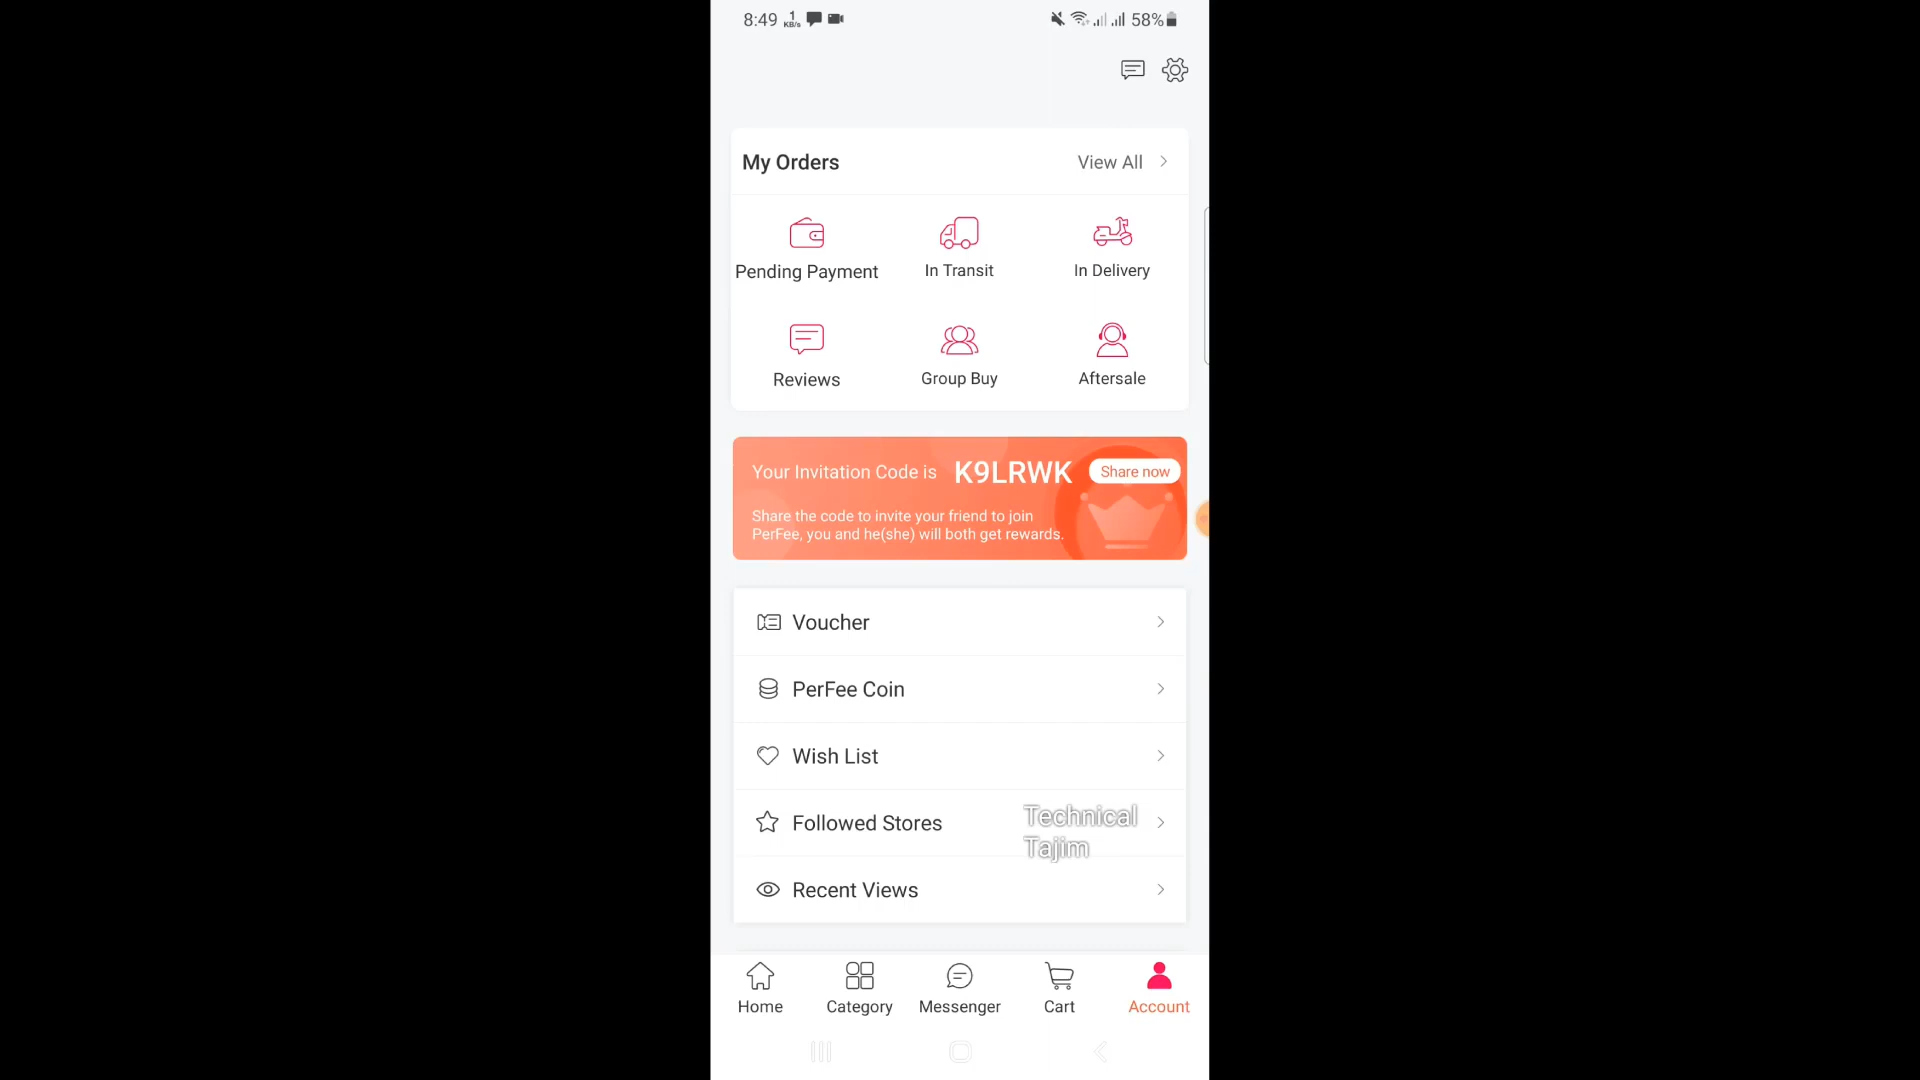 8:49 1 KB/s 58%
My Orders View All
Pending Payment In Transit In Delivery
Reviews Group Buy Aftersale
Your Invitation Code is K9LRWK Share now
Share the code to invite your friend to join
PerFee, you and he(she) will both get rewards.
Voucher
PerFee Coin
Wish List
Followed Stores
Technical
Tajim
Recent Views
Home Category Messenger Cart Account